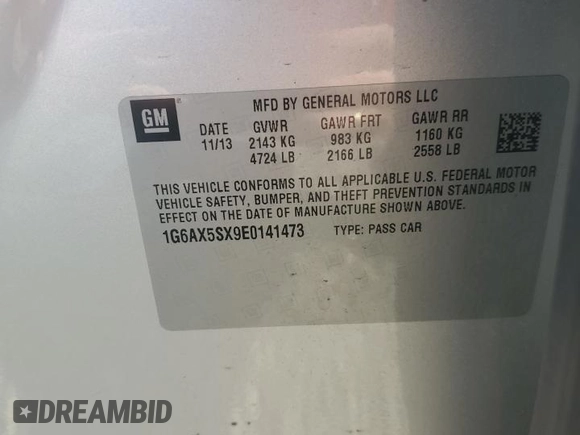 MFD BY GENERAL MOTORS LLC
GM
DATE GVWR GAWR FRT GAWR RR
11/13 2143 KG 983 KG 1160 KG
4724 LB 2166 LB 2558 LB
THIS VEHICLE CONFORMS TO ALL APPLICABLE U.S. FEDERAL MOTOR
VEHICLE SAFETY, BUMPER, AND THEFT PREVENTION STANDARDS IN
EFFECT ON THE DATE OF MANUFACTURE SHOWN ABOVE.
1G6AX5SX9E0141473 TYPE: PASS CAR
DREAMBID